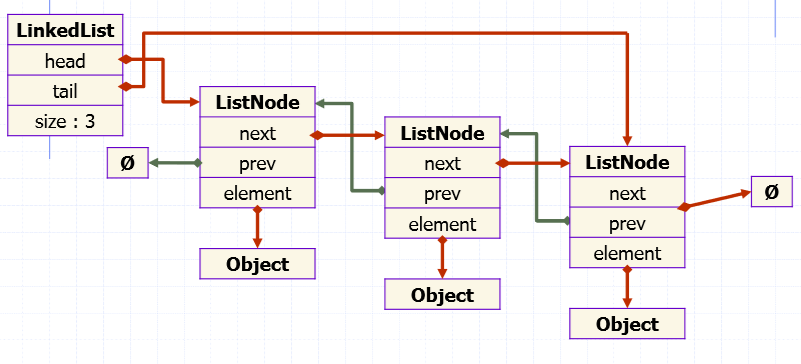 LinkedList
head
tail
size : 3
ListNode
next
prev
element
Ø
Object
ListNode
next
prev
element
Object
ListNode
next
prev
element
Ø
Object